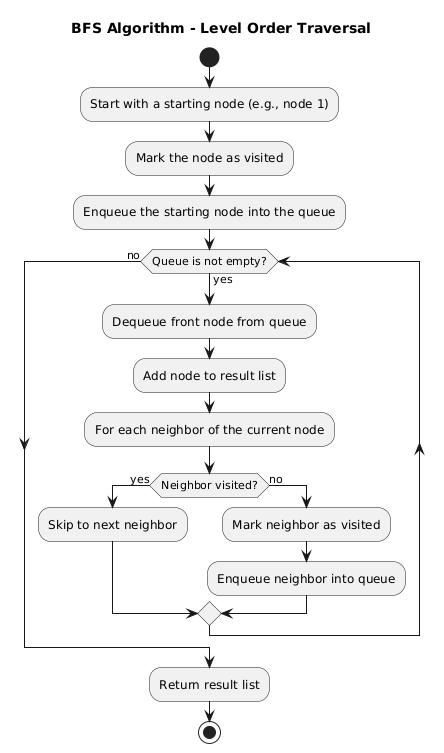 BFS Algorithm - Level Order Traversal
Start with a starting node (e.g., node 1)
Mark the node as visited
Enqueue the starting node into the queue
no
Queue is not empty?
yes
Dequeue front node from queue
Add node to result list
For each neighbor of the current node
yes
Neighbor visited?
no
Skip to next neighbor
Mark neighbor as visited
Enqueue neighbor into queue
Return result list